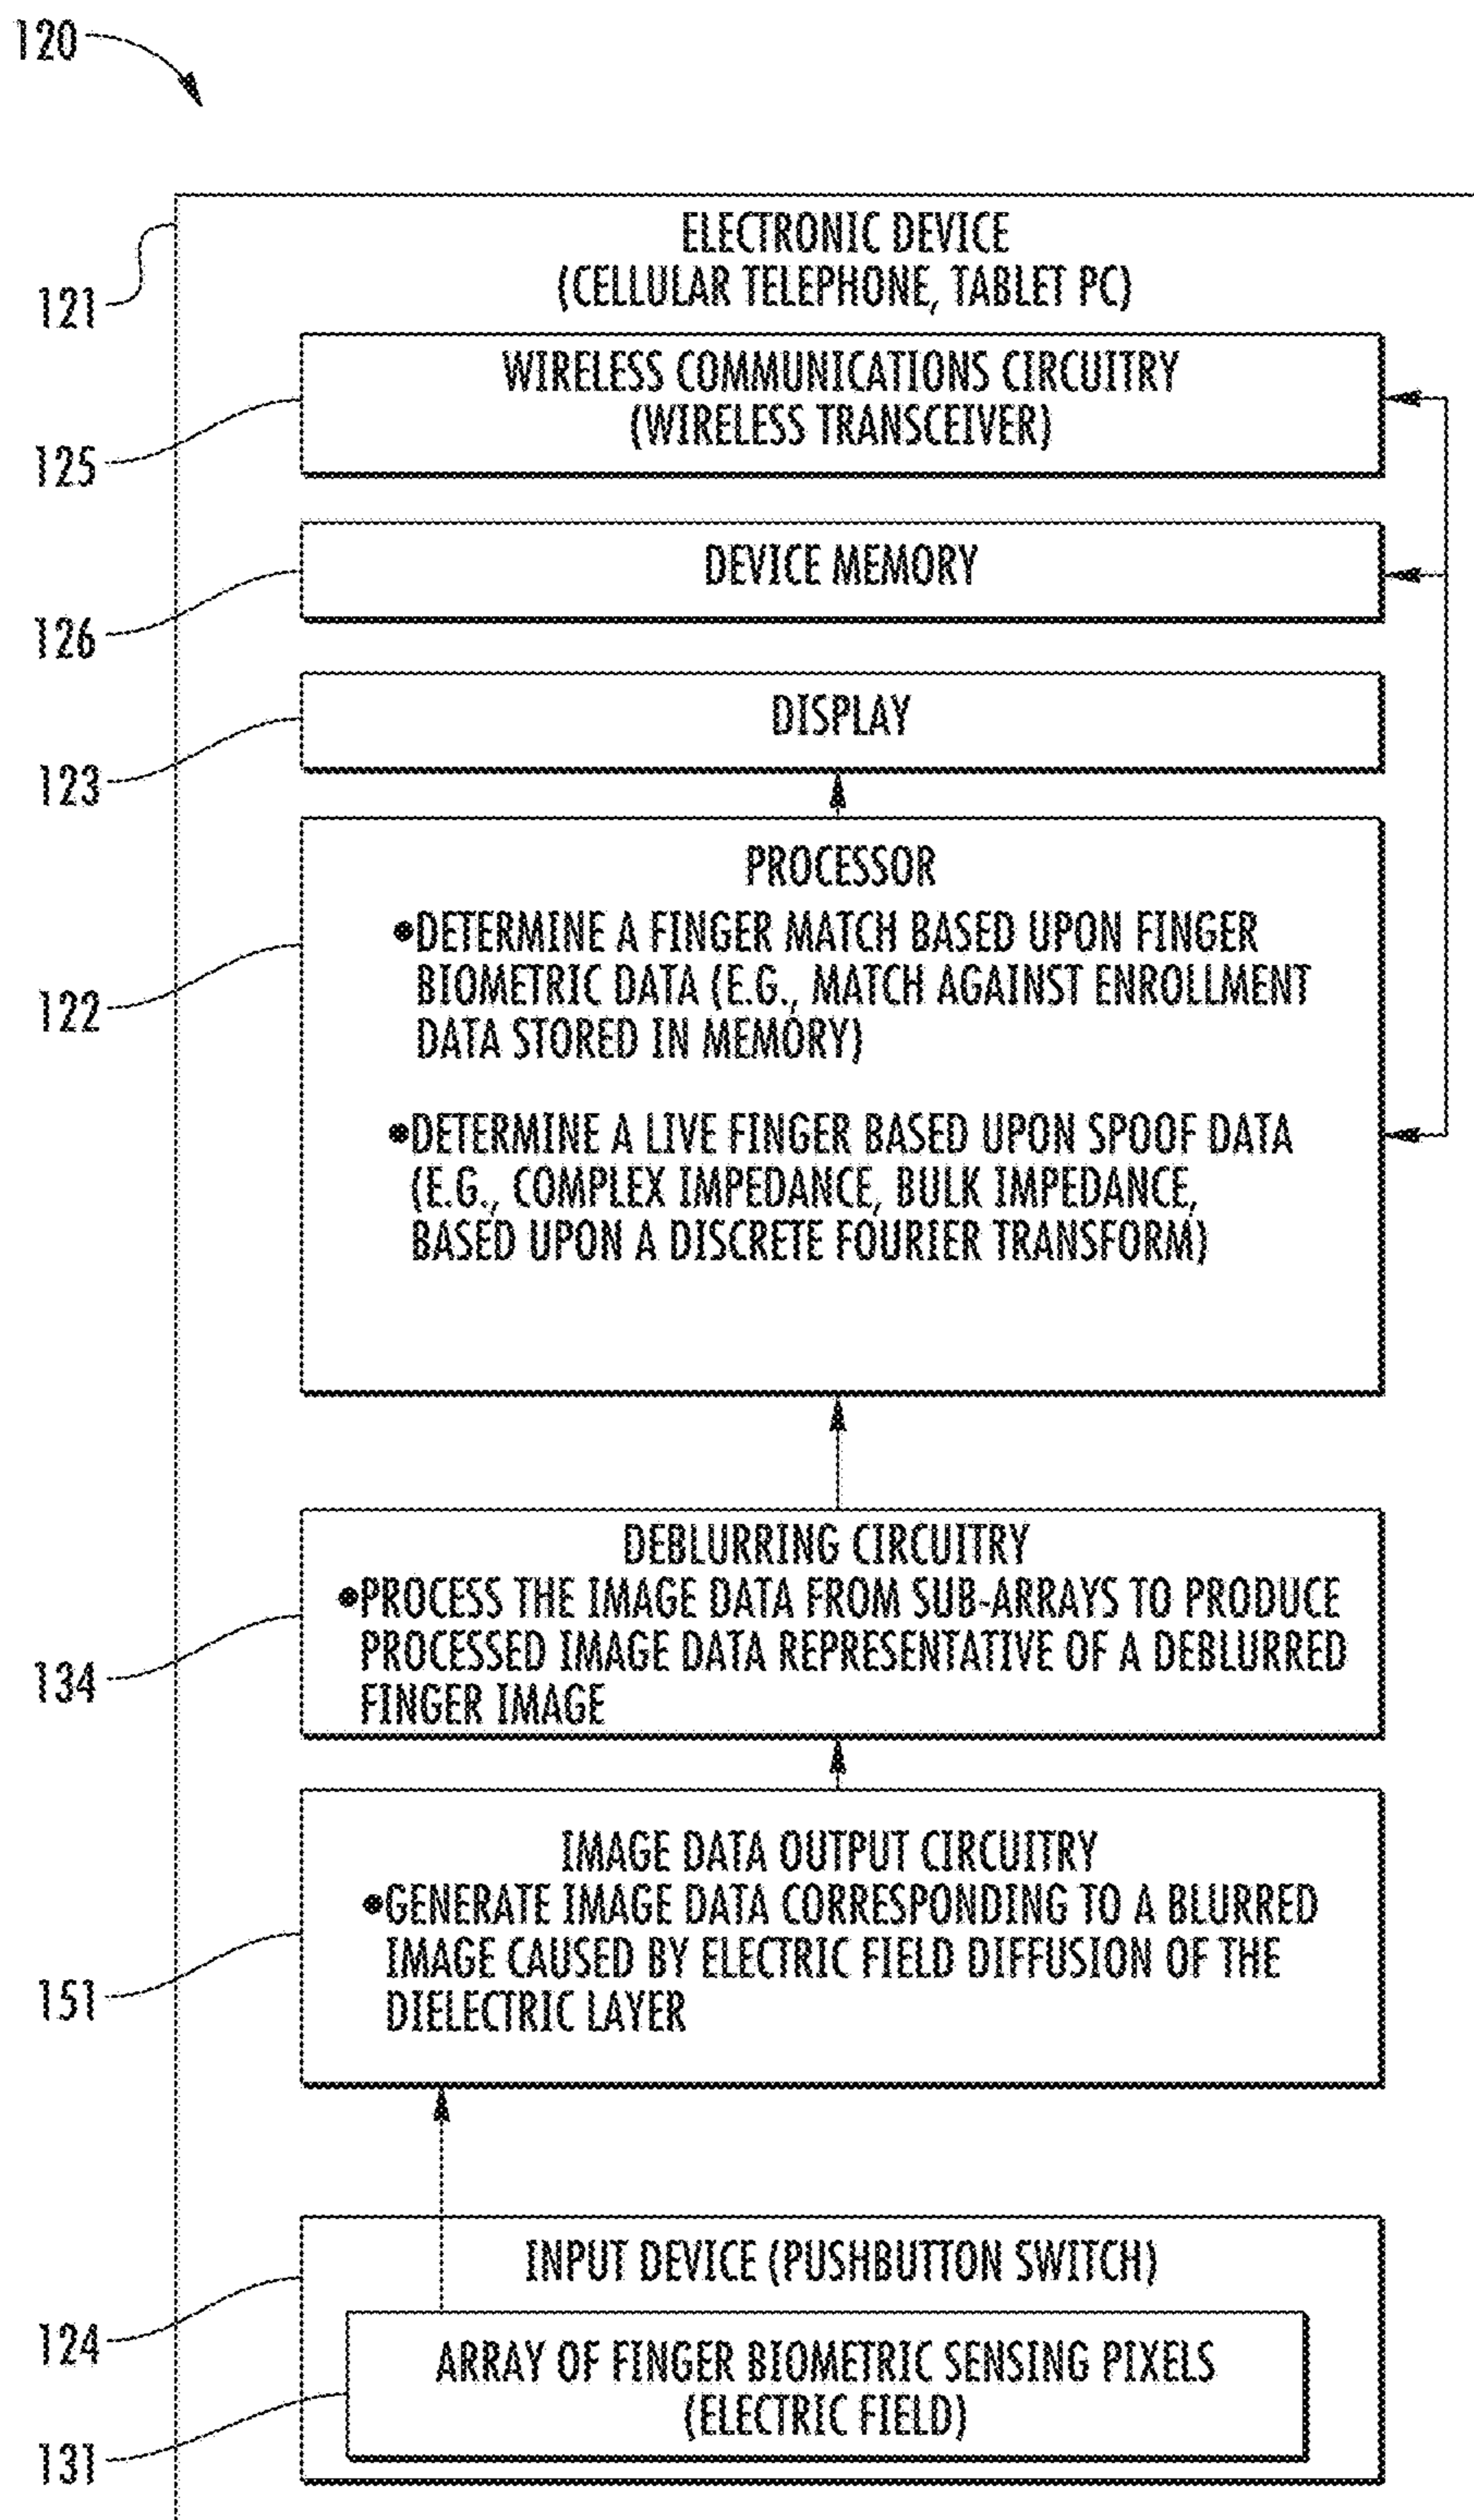 120
ELECTRONIC DEVICE
(CELLULAR TELEPHONE, TABLET PC)
121
WIRELESS COMMUNICATIONS CIRCUITRY
(WIRELESS TRANSCEIVER)
125
DEVICE MEMORY
126
DISPLAY
123
PROCESSOR
•DETERMINE A FINGER MATCH BASED UPON FINGER
BIOMETRIC DATA (E.G., MATCH AGAINST ENROLLMENT
DATA STORED IN MEMORY)
122
•DETERMINE A LIVE FINGER BASED UPON SPOOF DATA
(E.G., COMPLEX IMPEDANCE, BULK IMPEDANCE,
BASED UPON A DISCRETE FOURIER TRANSFORM)
DEBLURRING CIRCUITRY
•PROCESS THE IMAGE DATA FROM SUB-ARRAYS TO PRODUCE
PROCESSED IMAGE DATA REPRESENTATIVE OF A DEBLURRED
FINGER IMAGE
134
IMAGE DATA OUTPUT CIRCUITRY
•GENERATE IMAGE DATA CORRESPONDING TO A BLURRED
IMAGE CAUSED BY ELECTRIC FIELD DIFFUSION OF THE
DIELECTRIC LAYER
151
INPUT DEVICE (PUSHBUTTON SWITCH)
124
ARRAY OF FINGER BIOMETRIC SENSING PIXELS
(ELECTRIC FIELD)
131